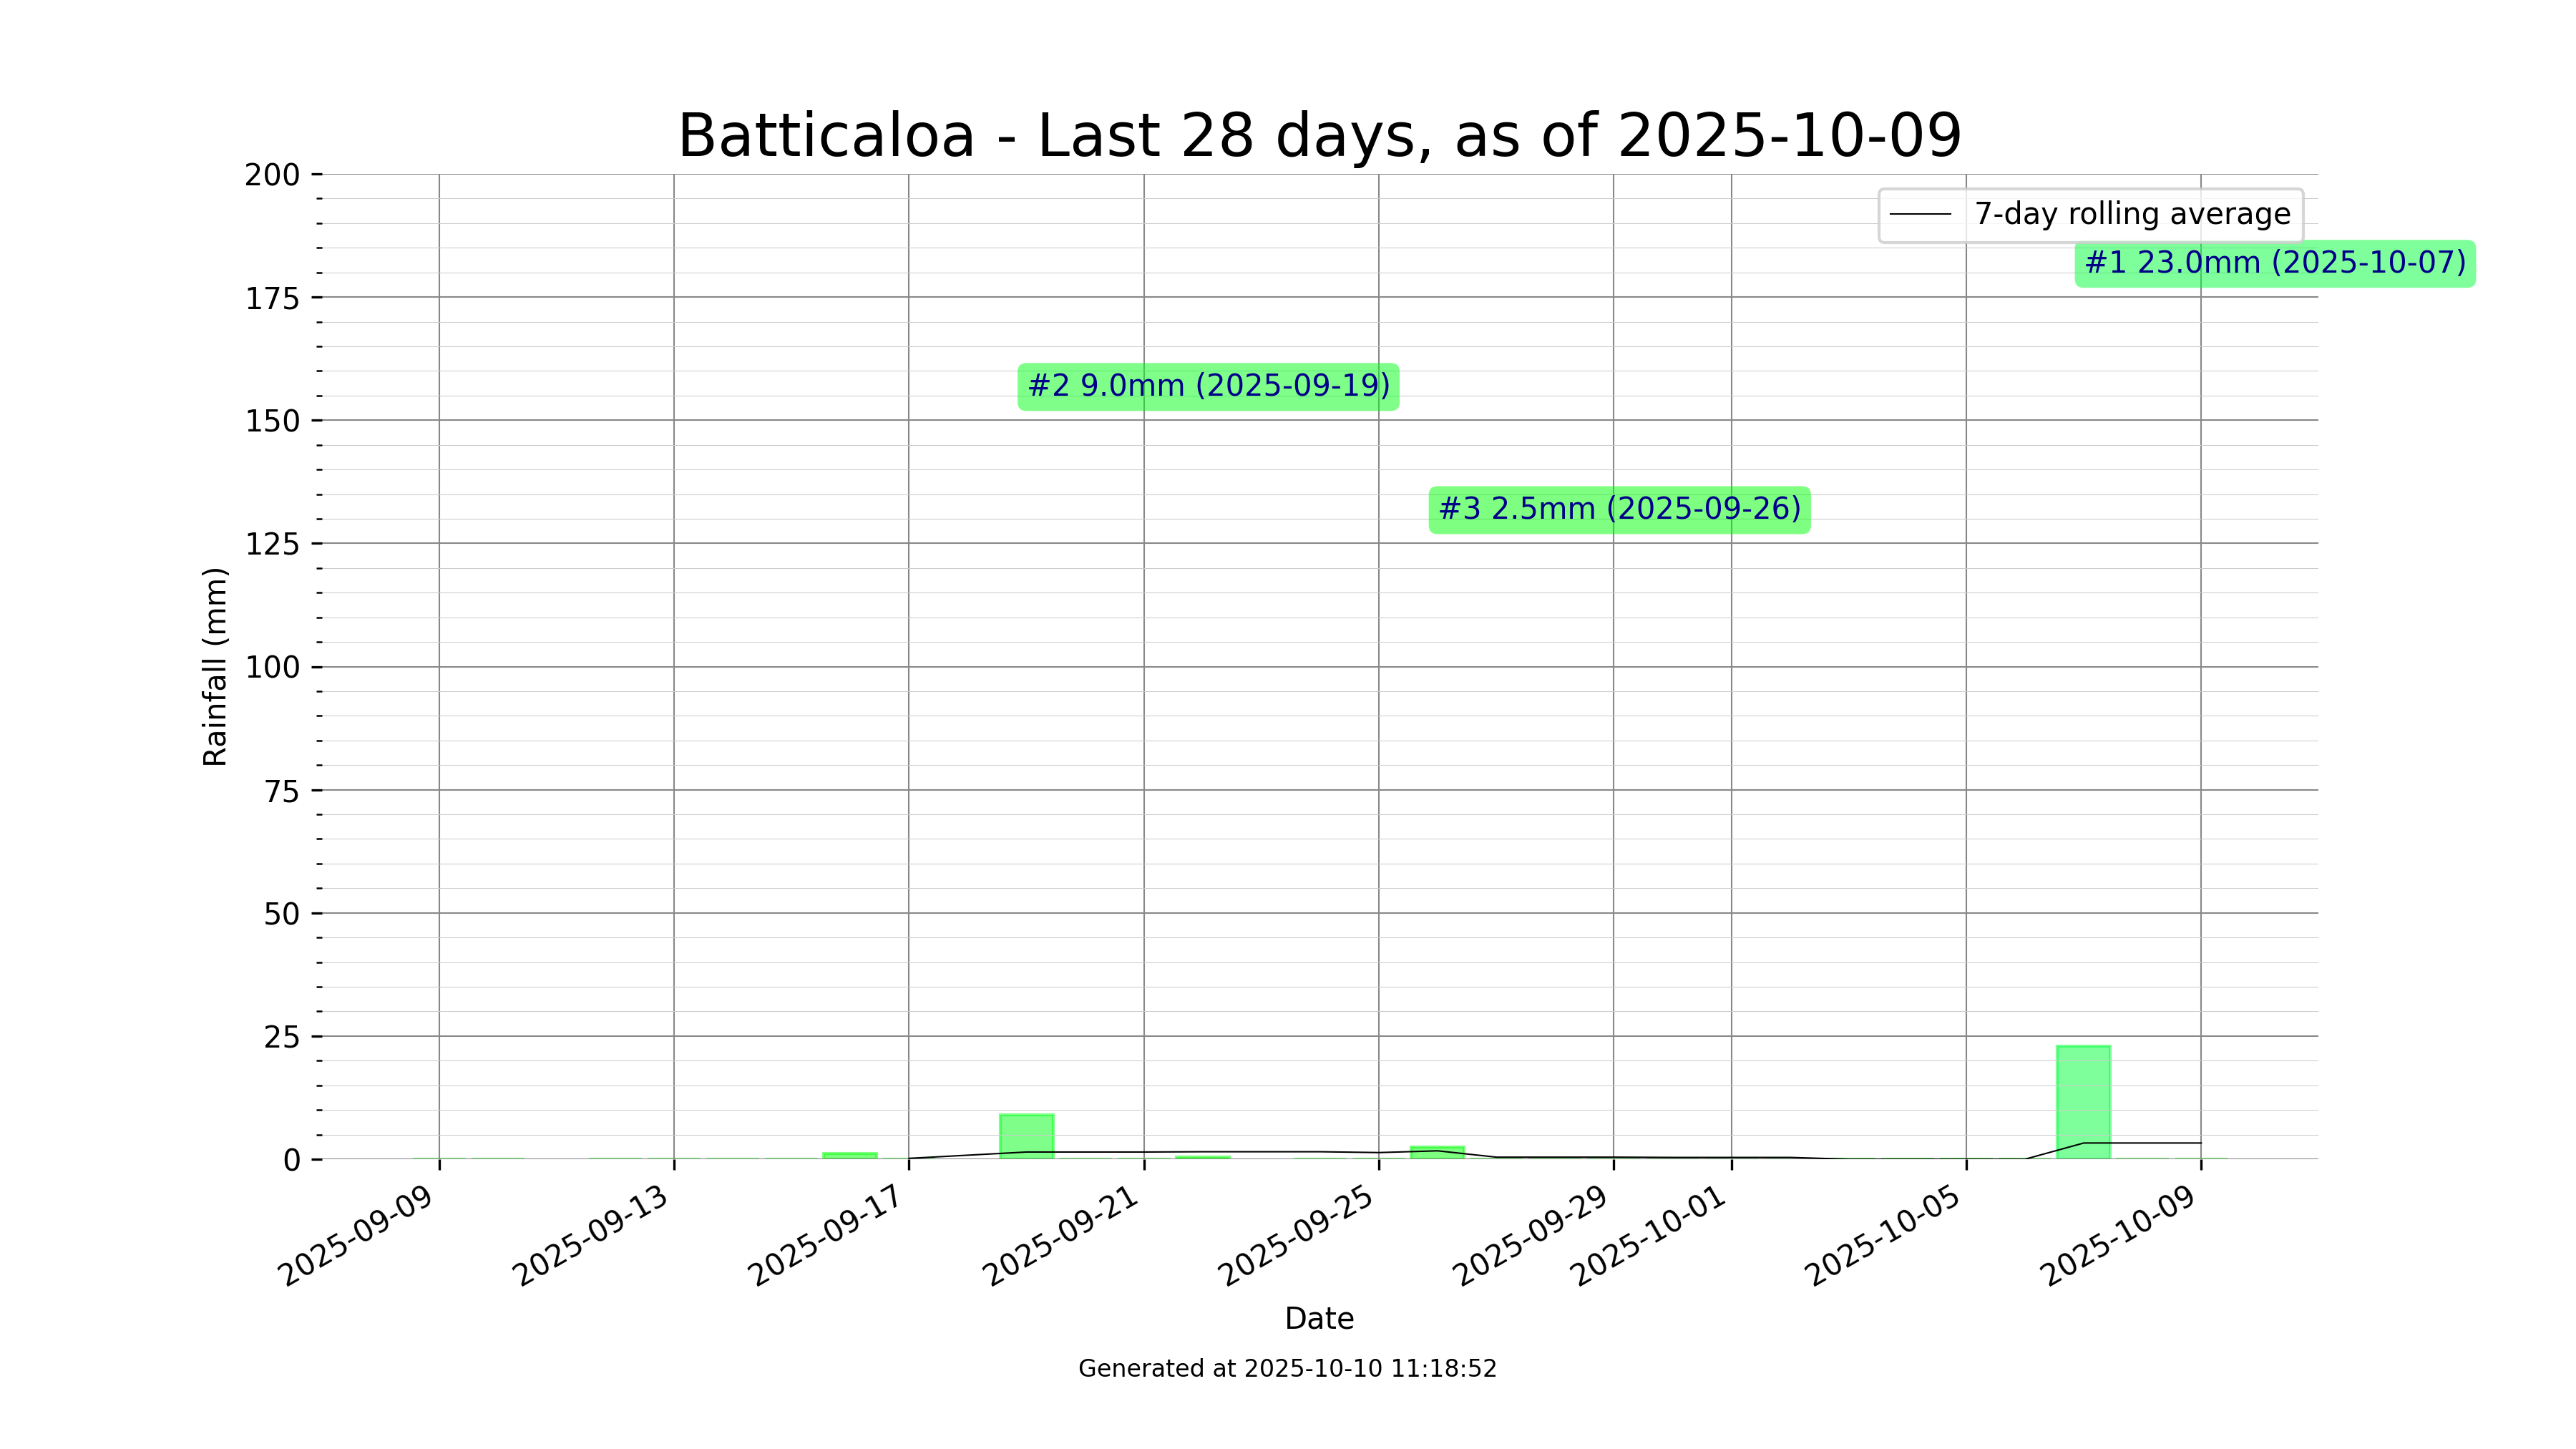 Batticaloa - Last 28 days, as of 2025-10-09
7-day rolling average
#1 23.0mm (2025-10-07)
#2 9.0mm (2025-09-19)
#3 2.5mm (2025-09-26)
Rainfall (mm)
200
175
150
125
100
75
50
25
0
2025-09-09
2025-09-13
2025-09-17
2025-09-21
2025-09-25
2025-09-29
2025-10-01
2025-10-05
2025-10-09
Date
Generated at 2025-10-10 11:18:52